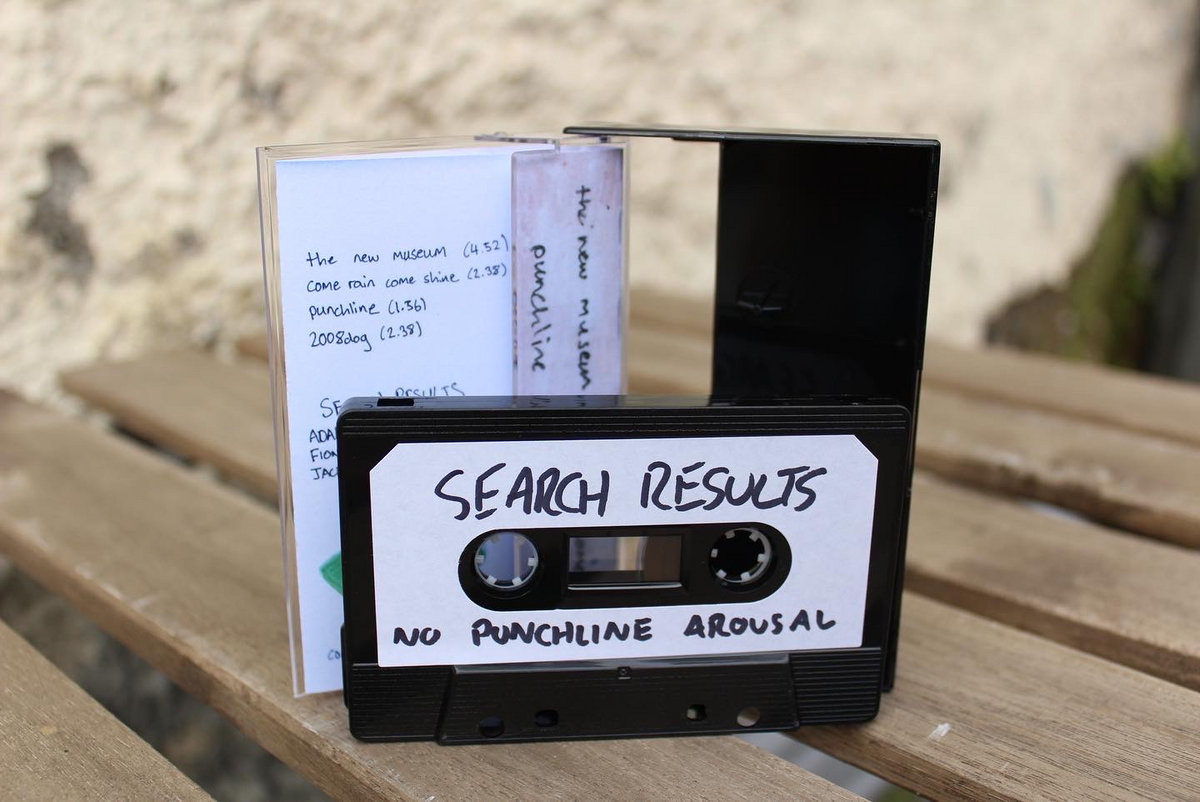 the new museum (4.52)
come rain come shine (2.38)
punchline (1.36)
2008dog (2.38)
RESULTS
the new museum
punchline
SEARCH RESULTS
NO PUNCHLINE AROUSAL